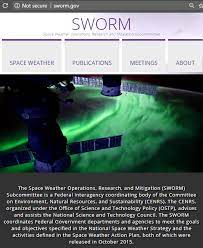 Not secure | sworm.gov
SWORM
Space Weather Operations, Research and Mitigation Subcommittee
SPACE WEATHER PUBLICATIONS MEETINGS ABOUT
The Space Weather Operations, Research, and Mitigation (SWORM)
Subcommittee is a Federal Interagency coordinating body of the Committee
on Environment, Natural Resources, and Sustainability (CENRS). The CENRS,
organized under the Office of Science and Technology Policy (OSTP), advises
and assists the National Science and Technology Council. The SWORM
coordinates Federal Government departments and agencies to meet the goals
and objectives specified in the National Space Weather Strategy and the
activities defined in the Space Weather Action Plan, both of which were
released in October 2015.